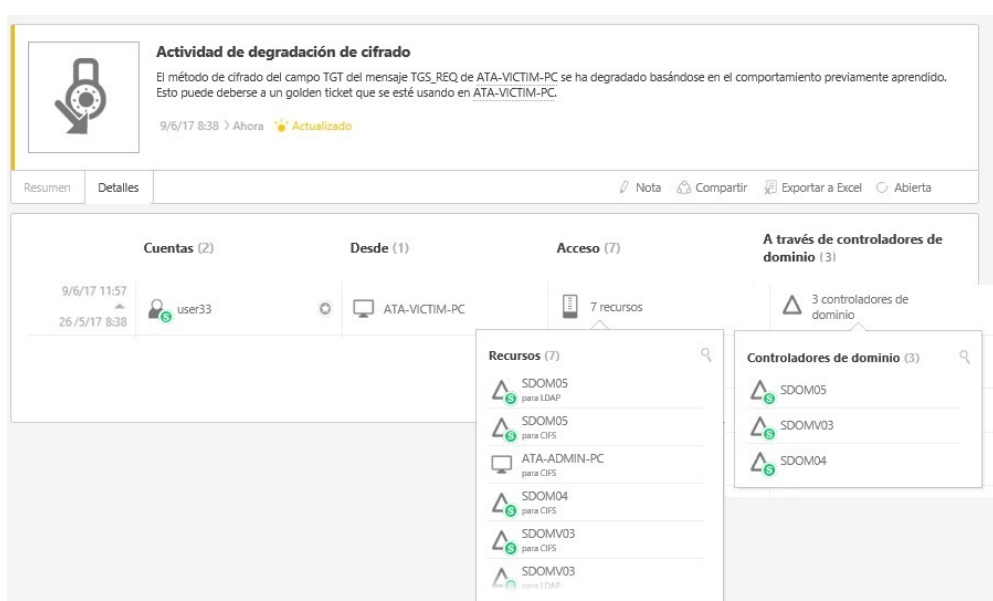 Actividad de degradación de cifrado
El método de cifrado del campo TGT del mensaje TGS_REQ de ATA-VICTIM-PC se ha degradado basándose en el comportamiento previamente aprendido.
Esto puede deberse a un golden ticket que se esté usando en ATA-VICTIM-PC.
9/6/17 8:38 > Ahora Actualizado
Resumen Detalles Nota Compartir Exportar a Excel Abierta
Cuentas (2) Desde (1) Acceso (7) A través de controladores de
dominio (3)
9/6/17 11:57
26 /5/17 8:38
user33 ATA-VICTIM-PC 7 recursos 3 controladores de
dominio
Recursos (7)
SDOM05
para LDAP
SDOM05
para CIFS
ATA-ADMIN-PC
para CIFS
SDOM04
para CIFS
SDOMV03
para CIFS
SDOMV03
para LDAP
Controladores de dominio (3)
SDOM05
SDOMV03
SDOM04